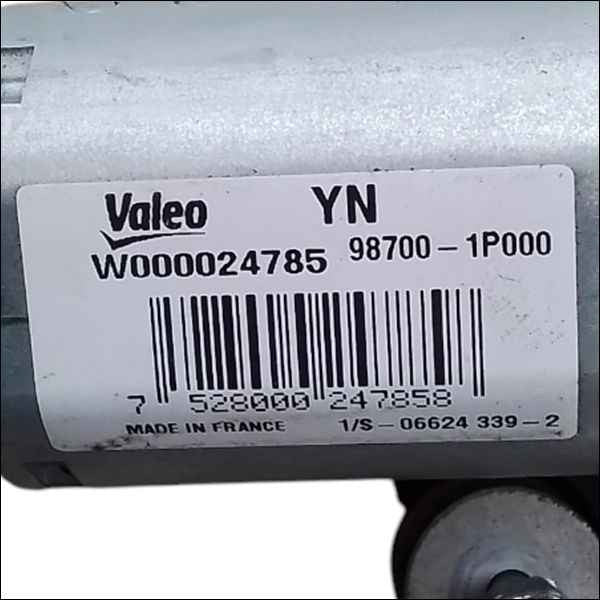 Valeo YN
W000024785 98700-1P000
7 528000 247858
MADE IN FRANCE 1/S-06624 339-2